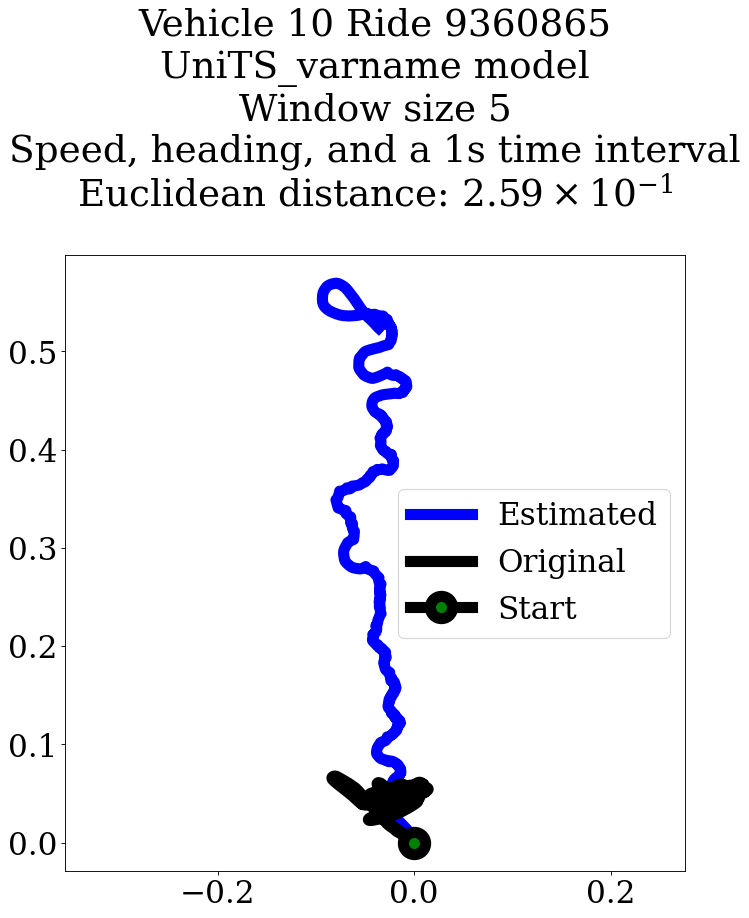 Vehicle 10 Ride 9360865
UniTS_varname model
Window size 5
Speed, heading, and a 1s time interval
Euclidean distance: 2.59 × 10⁻¹
0.5
0.4
0.3
0.2
0.1
0.0
Estimated
Original
Start
−0.2
0.0
0.2